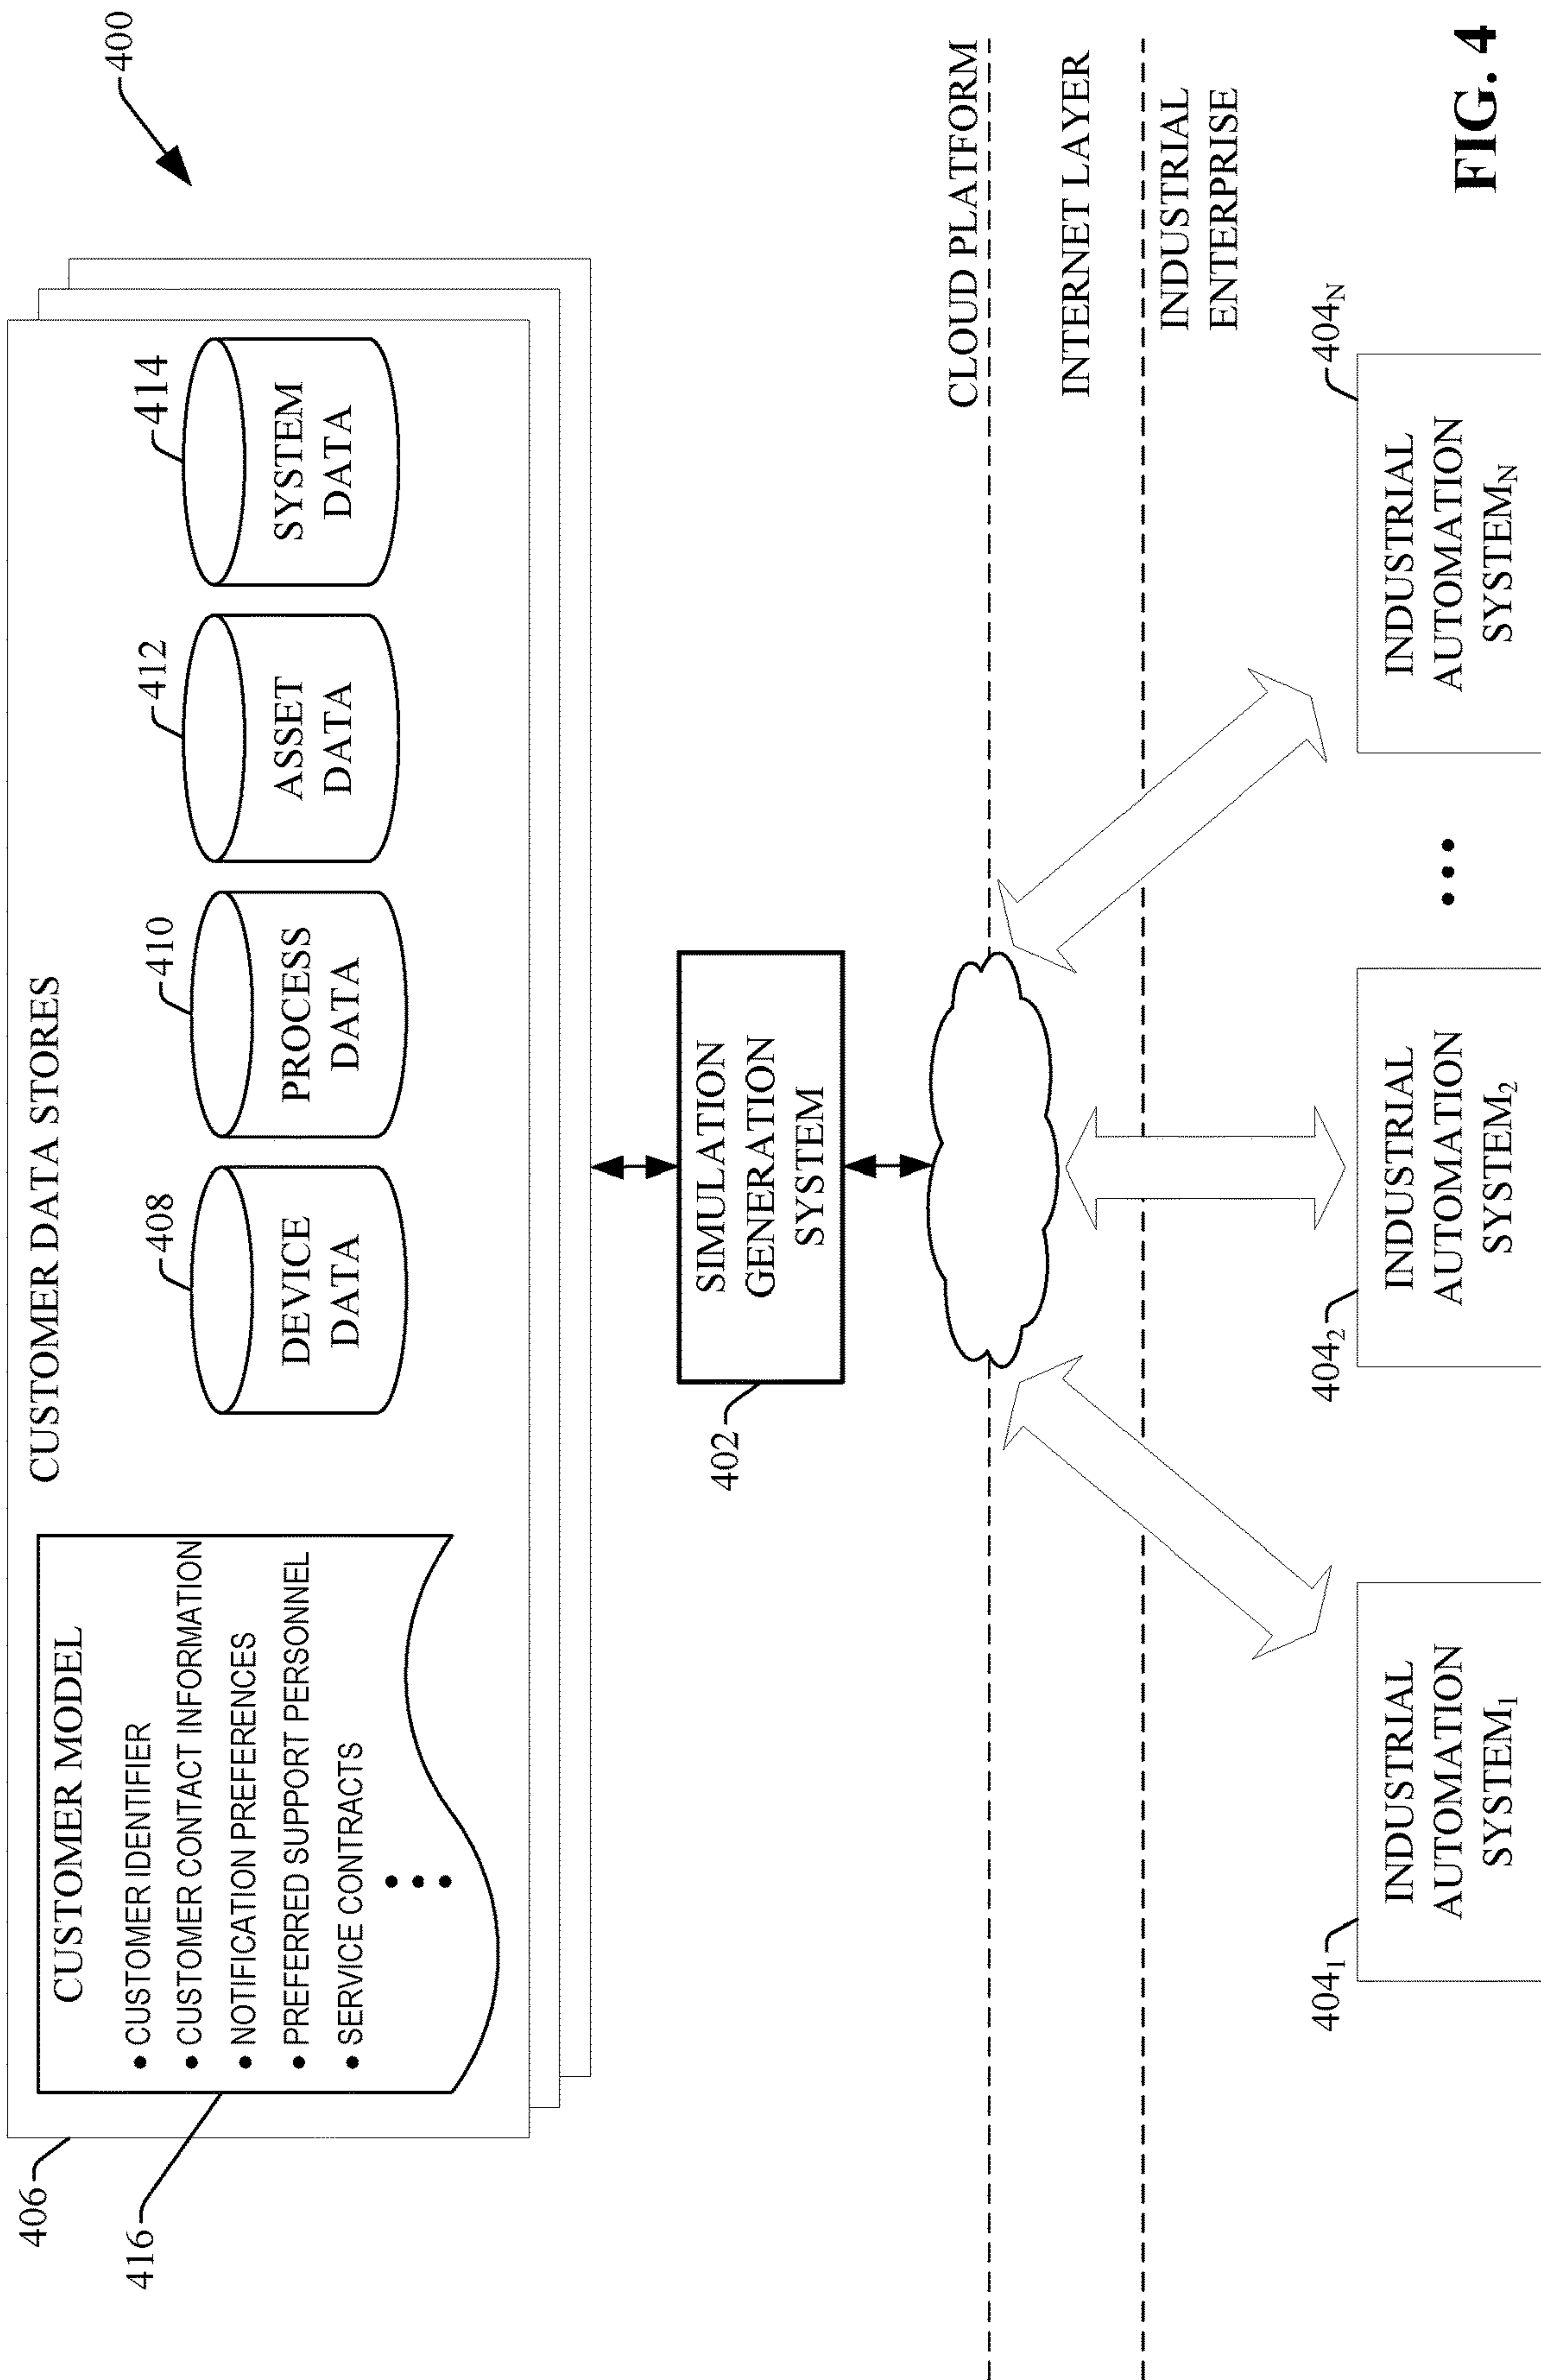 400
CUSTOMER DATA STORES
406
416
CUSTOMER MODEL
• CUSTOMER IDENTIFIER
• CUSTOMER CONTACT INFORMATION
• NOTIFICATION PREFERENCES
• PREFERRED SUPPORT PERSONNEL
• SERVICE CONTRACTS
408
DEVICE
DATA
410
PROCESS
DATA
412
ASSET
DATA
414
SYSTEM
DATA
402
SIMULATION
GENERATION
SYSTEM
CLOUD PLATFORM
INTERNET LAYER
INDUSTRIAL
ENTERPRISE
404₁
INDUSTRIAL
AUTOMATION
SYSTEM₁
404₂
INDUSTRIAL
AUTOMATION
SYSTEM₂
• • •
404N
INDUSTRIAL
AUTOMATION
SYSTEMN
FIG. 4